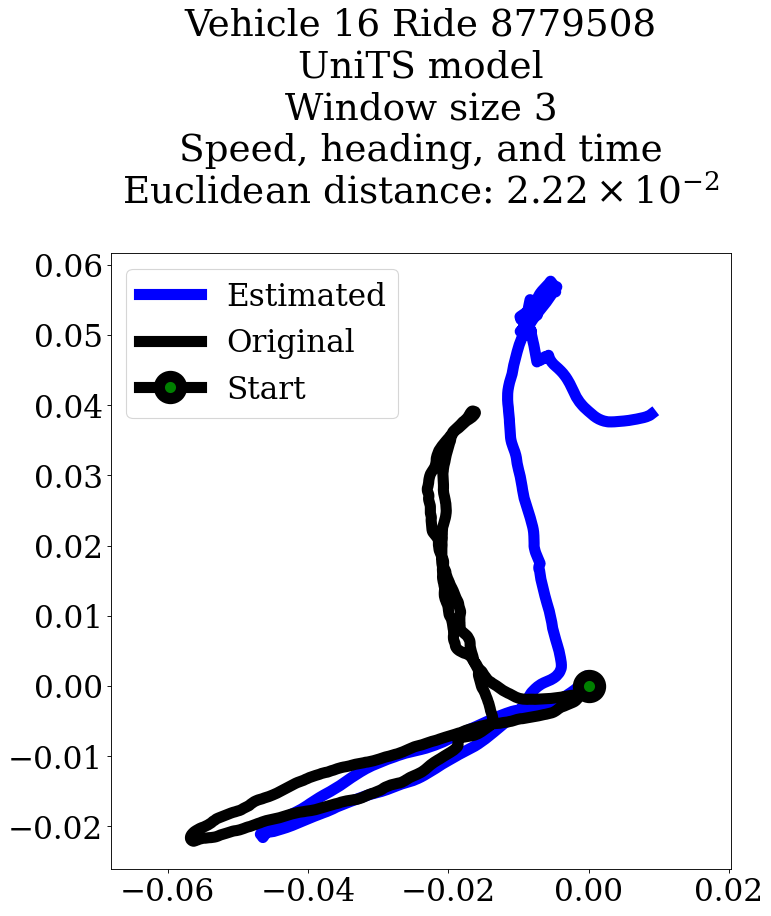 Vehicle 16 Ride 8779508
UniTS model
Window size 3
Speed, heading, and time
Euclidean distance: 2.22 × 10⁻²
0.06
0.05
0.04
0.03
0.02
0.01
0.00
−0.01
−0.02
Estimated
Original
Start
−0.06 −0.04 −0.02 0.00 0.02